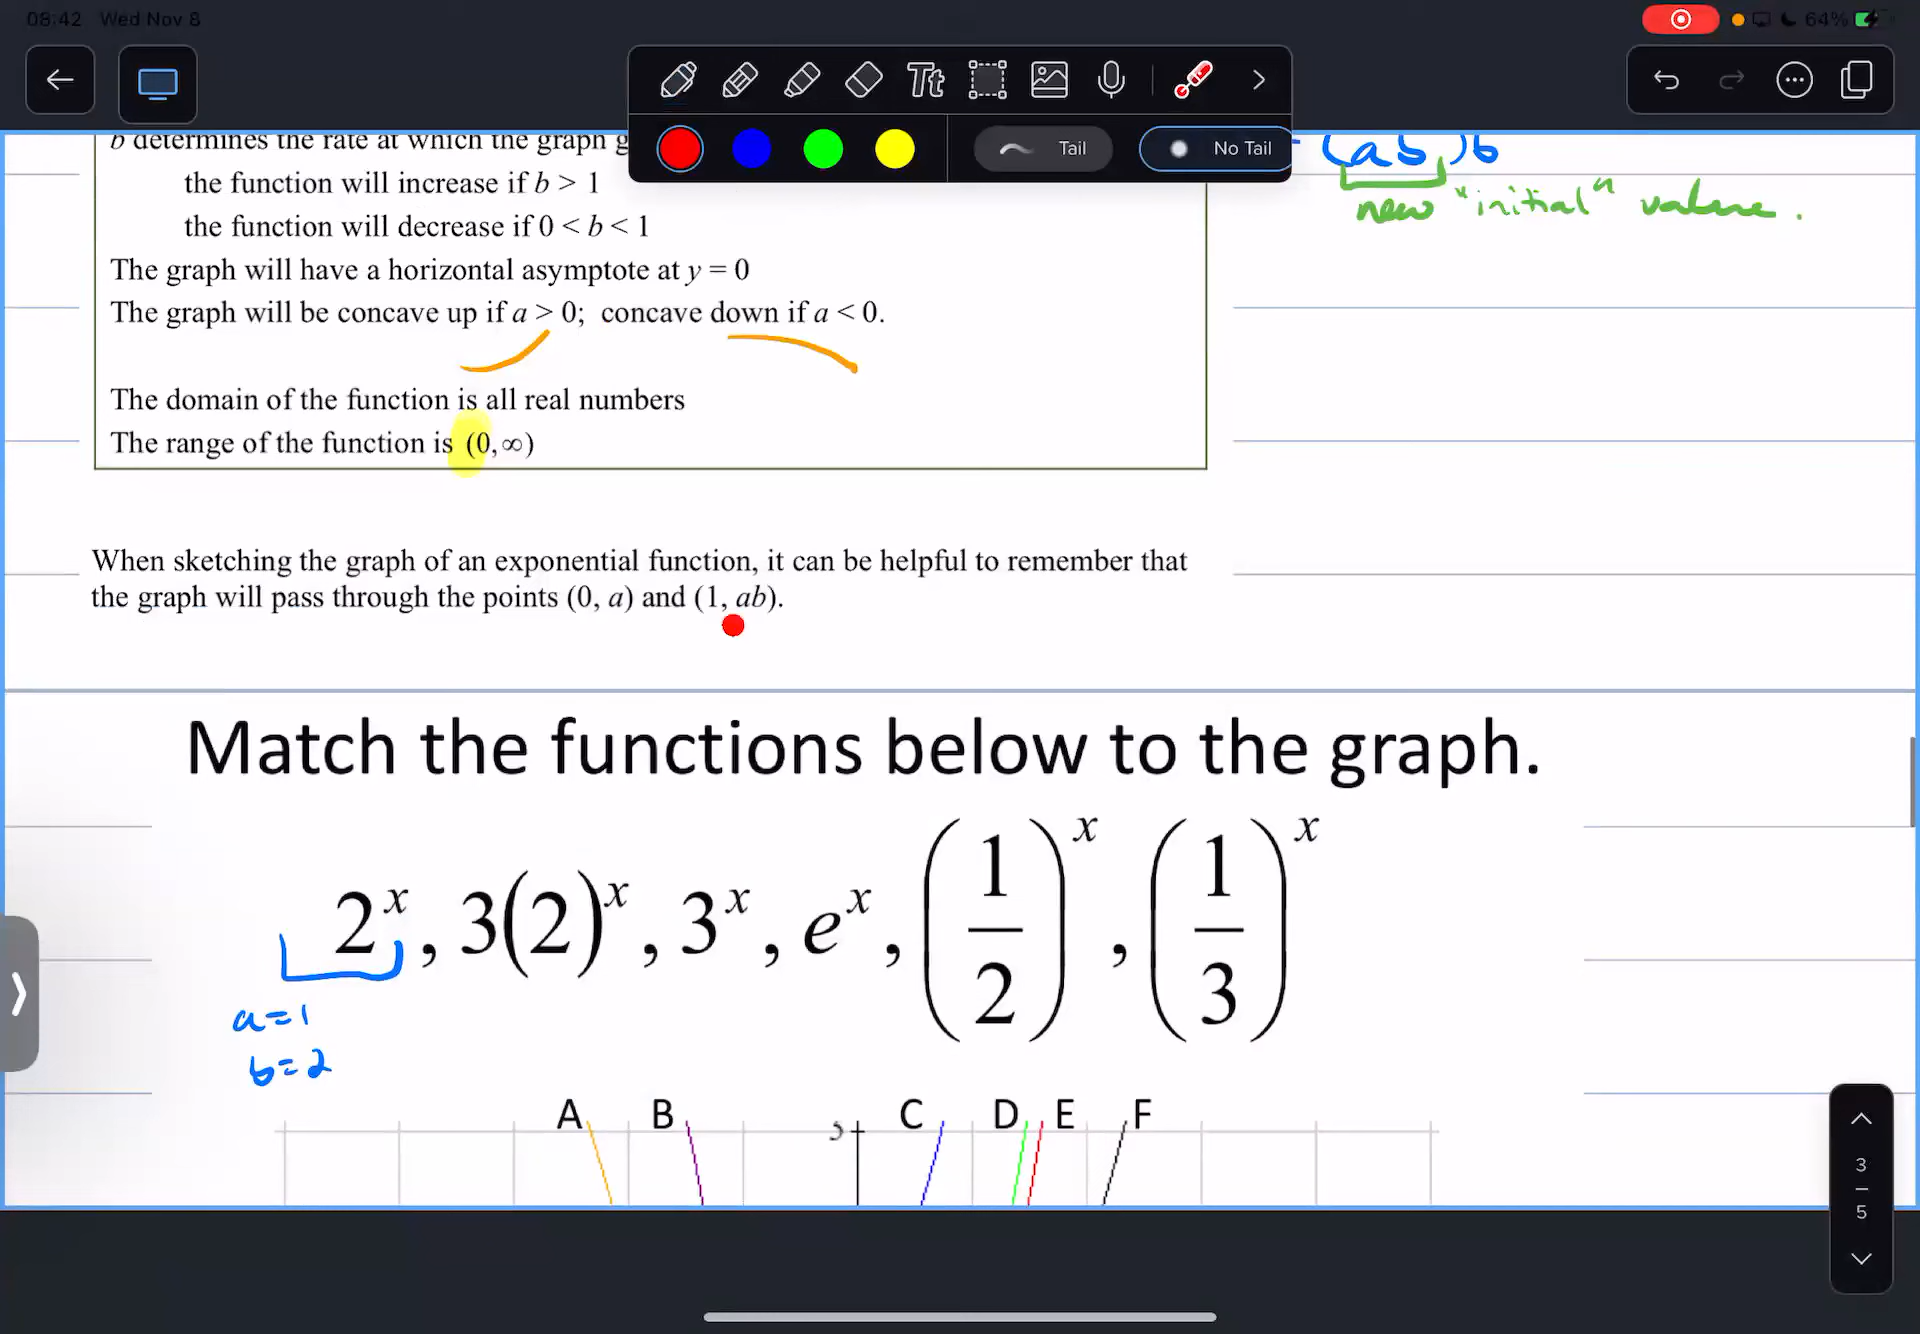 08:42 Wed Nov 8
64%
Tt
Tail
No Tail
b determines the rate at which the graph g
the function will increase if b > 1
the function will decrease if 0 < b < 1
The graph will have a horizontal asymptote at y = 0
The graph will be concave up if a > 0; concave down if a < 0.
The domain of the function is all real numbers
The range of the function is (0, ∞)
(ab)b
new "initial" value.
When sketching the graph of an exponential function, it can be helpful to remember that
the graph will pass through the points (0, a) and (1, ab).
Match the functions below to the graph.
2^x, 3(2)^x, 3^x, e^x, (1/2)^x, (1/3)^x
a=1
b=2
A B 5 C D E F
3
5